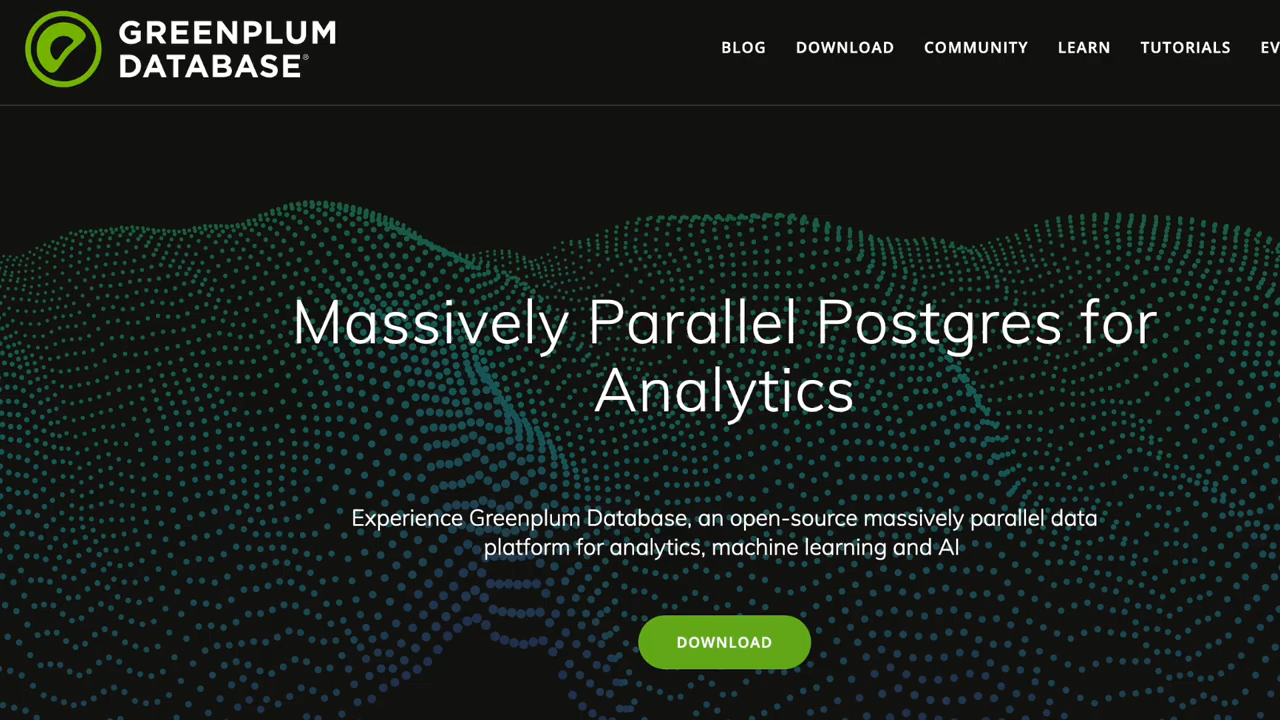 GREENPLUM
DATABASE®
BLOG DOWNLOAD COMMUNITY LEARN TUTORIALS EV
Massively Parallel Postgres for
Analytics
Experience Greenplum Database, an open-source massively parallel data
platform for analytics, machine learning and AI
DOWNLOAD